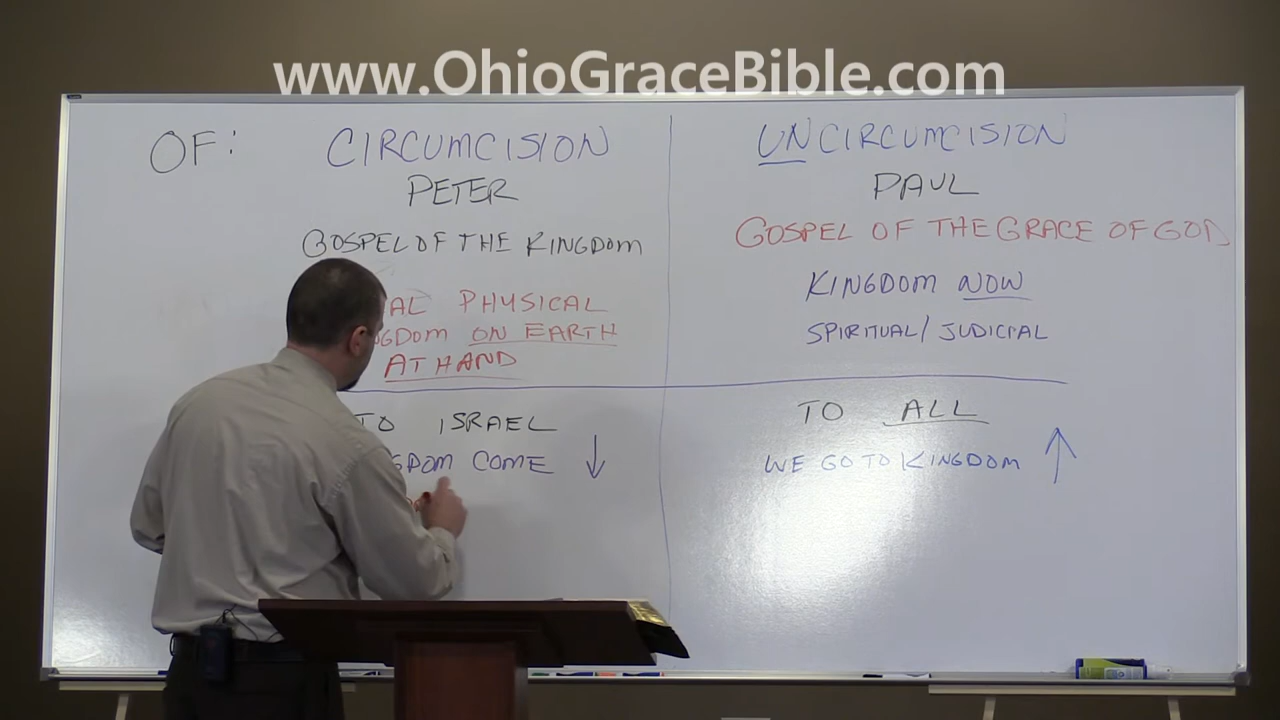 www.OhioGraceBible.com
OF: CIRCUMCISION
PETER
GOSPEL OF THE KINGDOM
PHYSICAL
ON EARTH
AT HAND
TO ISRAEL
COME ↓
UNCIRCUMCISION
PAUL
GOSPEL OF THE GRACE OF GOD
KINGDOM NOW
SPIRITUAL/JUDICIAL
TO ALL
WE GO TO KINGDOM ↑